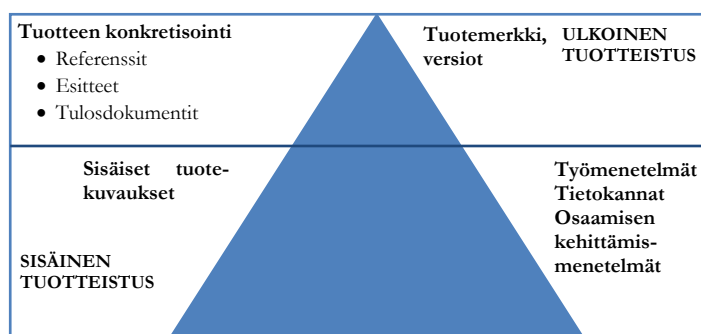 Tuotteen konkretisointi
• Referenssit
• Esitteet
• Tulosdokumentit
Tuotemerkki,
versiot
ULKOINEN
TUOTTEISTUS
Sisäiset tuote-
kuvaukset
SISÄINEN
TUOTTEISTUS
Työmenetelmät
Tietokannat
Osaamisen
kehittämis-
menetelmät